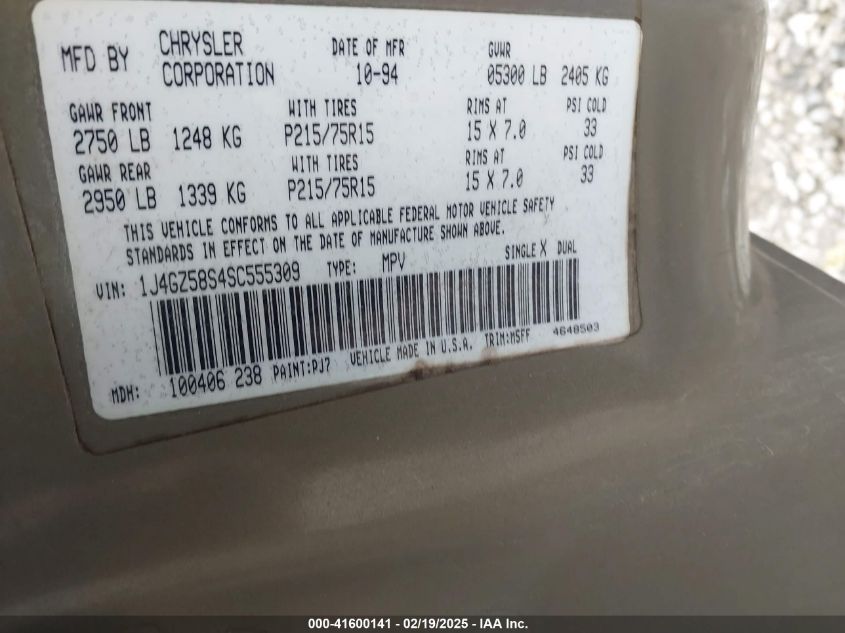 MFD BY CHRYSLER CORPORATION DATE OF MFR 10-94 GVWR 05300 LB 2405 KG
GAWR FRONT WITH TIRES RIMS AT PSI COLD
2750 LB 1248 KG P215/75R15 15 X 7.0 33
GAWR REAR WITH TIRES RIMS AT PSI COLD
2950 LB 1339 KG P215/75R15 15 X 7.0 33
THIS VEHICLE CONFORMS TO ALL APPLICABLE FEDERAL MOTOR VEHICLE SAFETY
STANDARDS IN EFFECT ON THE DATE OF MANUFACTURE SHOWN ABOVE.
VIN: 1J4GZ58S4SC555309 TYPE: MPV SINGLE X DUAL
MDH: 100406 238 PAINT:PJ7 VEHICLE MADE IN U.S.A. TRIM:MSFF 4648503
000-41600141 - 02/19/2025 - IAA Inc.